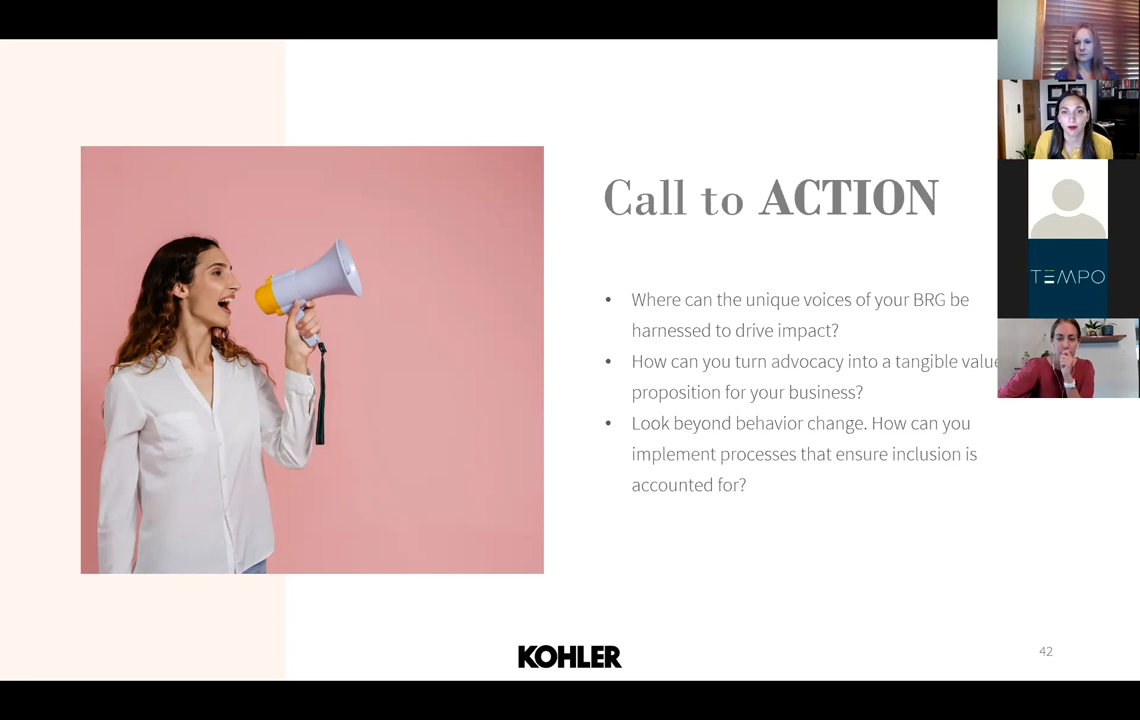 Call to ACTION
• Where can the unique voices of your BRG be
harnessed to drive impact?
• How can you turn advocacy into a tangible value
proposition for your business?
• Look beyond behavior change. How can you
implement processes that ensure inclusion is
accounted for?
TEMPO
KOHLER
42